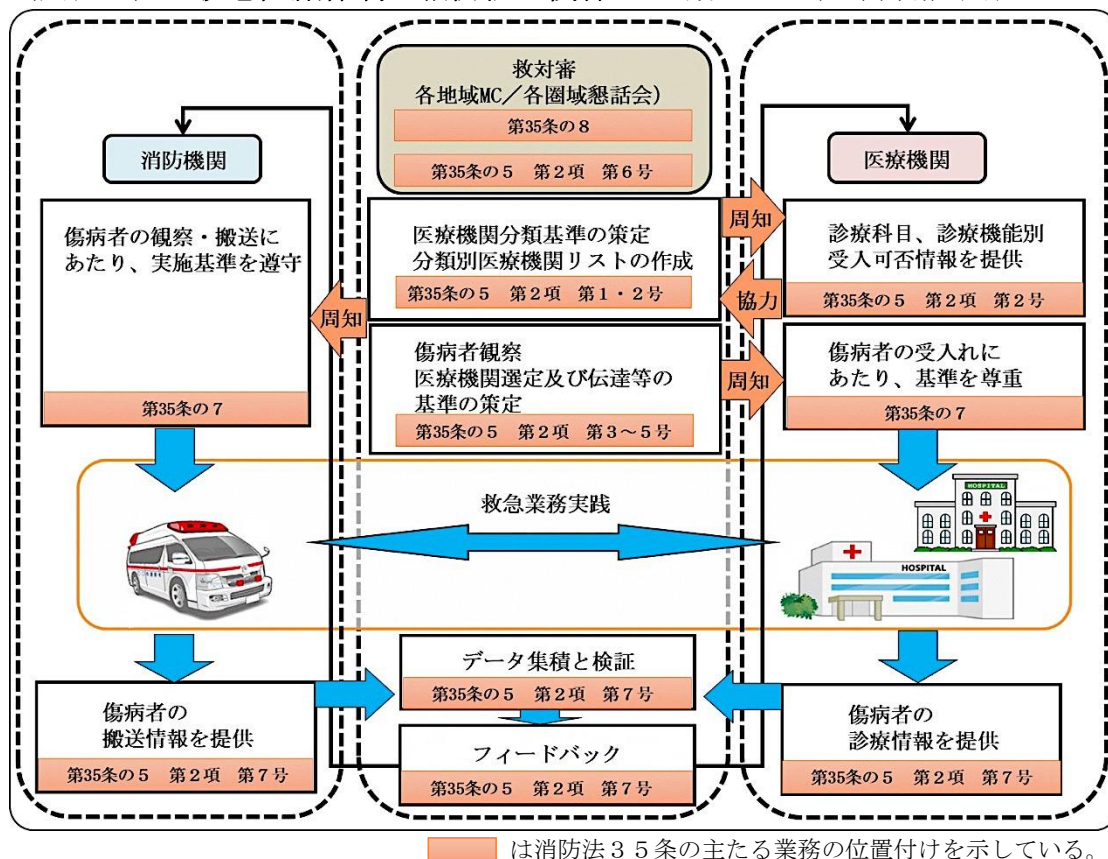 救対審
各地域MC/各圏域懇話会)
第35条の8
第35条の5 第2項 第6号
消防機関
医療機関
傷病者の観察・搬送に
あたり、実施基準を遵守
第35条の7
医療機関分類基準の策定
分類別医療機関リストの作成
第35条の5 第2項 第1・2号
周知
協力
周知
診療科目、診療機能別
受入可否情報を提供
第35条の5 第2項 第2号
傷病者観察
医療機関選定及び伝達等の
基準の策定
第35条の5 第2項 第3~5号
周知
傷病者の受入れに
あたり、基準を尊重
第35条の7
救急業務実践
HOSPITAL
HOSPITAL
データ集積と検証
第35条の5 第2項 第7号
傷病者の
搬送情報を提供
第35条の5 第2項 第7号
フィードバック
第35条の5 第2項 第7号
傷病者の
診療情報を提供
第35条の5 第2項 第7号
は消防法35条の主たる業務の位置付けを示している。